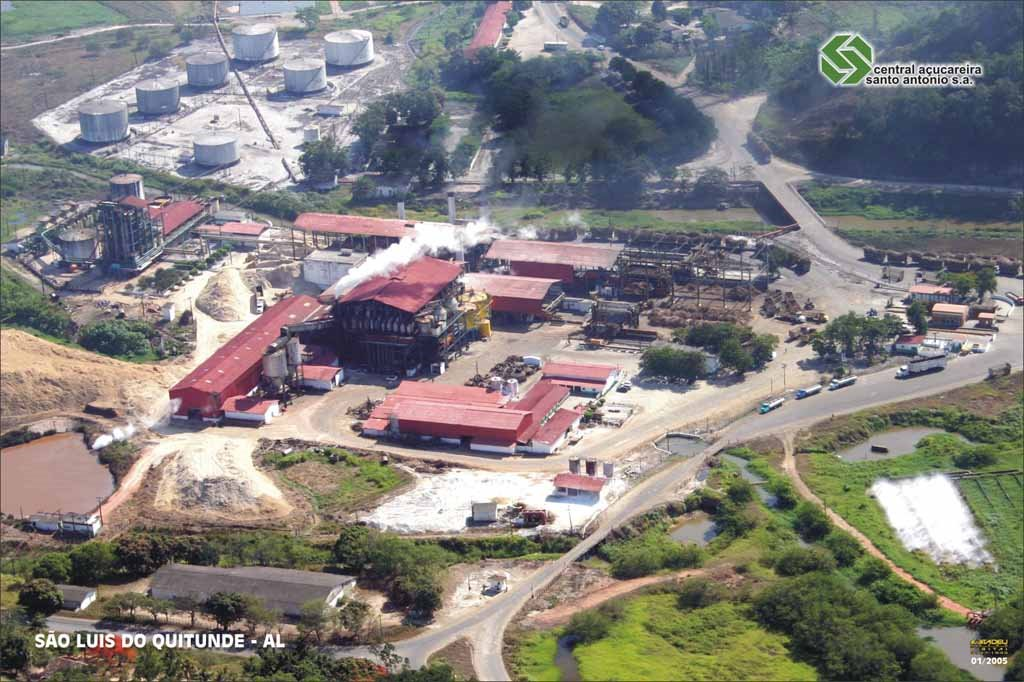 central açucareira
santo antonio s.a.
SÃO LUIS DO QUITUNDE - AL
01/2005